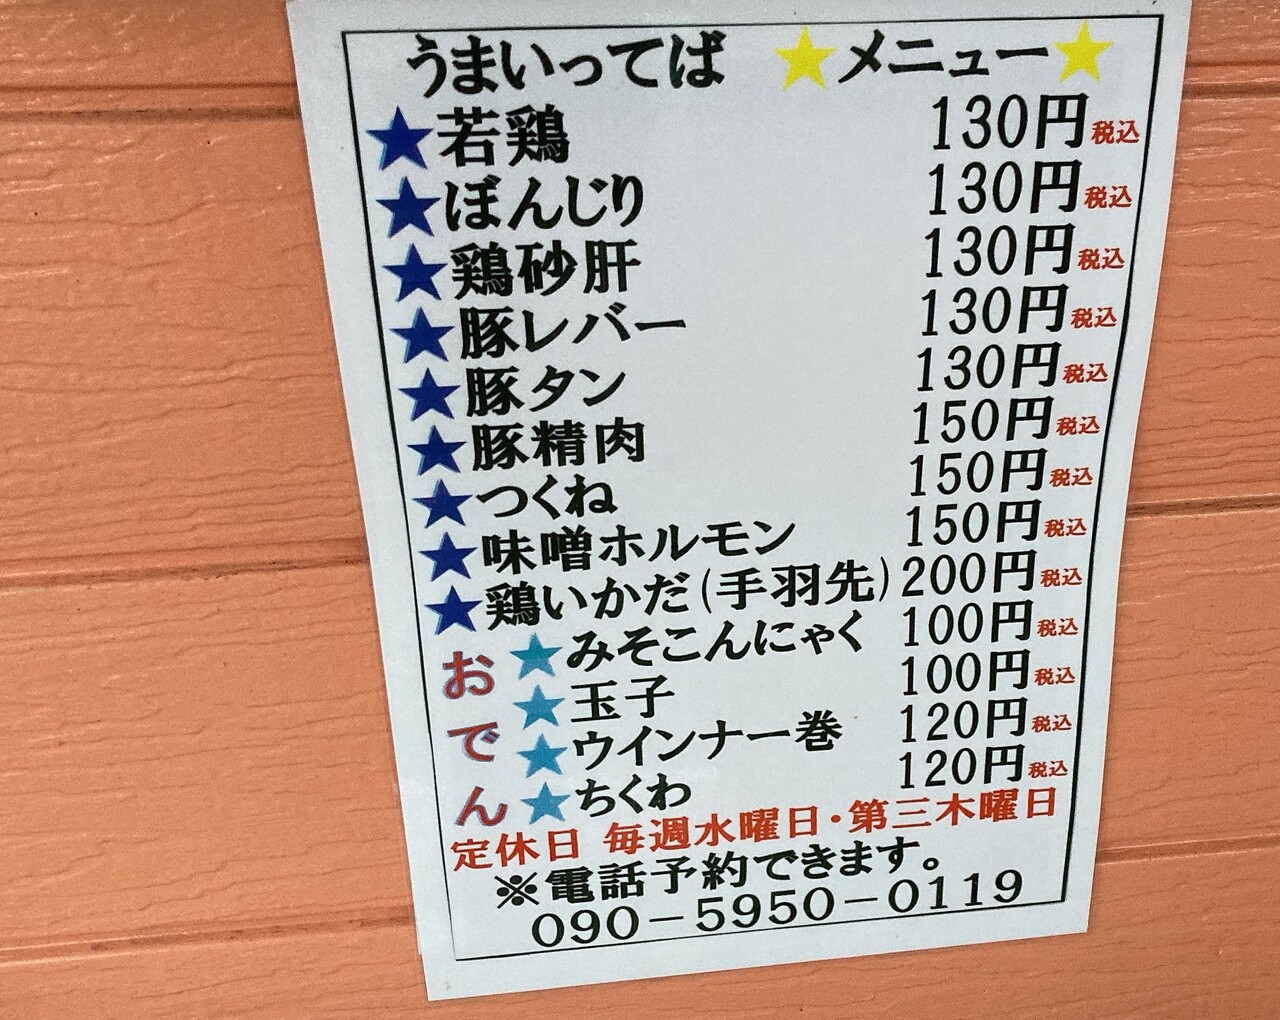 うまいってば ★メニュー★
★若鶏 130円税込
★ぼんじり 130円税込
★鶏砂肝 130円税込
★豚レバー 130円税込
★豚タン 130円税込
★豚精肉 150円税込
★つくね 150円税込
★味噌ホルモン 150円税込
★鶏いかだ(手羽先) 200円税込
おでん
★みそこんにゃく 100円税込
★玉子 100円税込
★ウインナー巻 120円税込
★ちくわ 120円税込
定休日 毎週水曜日・第三木曜日
※電話予約できます。
090-5950-0119